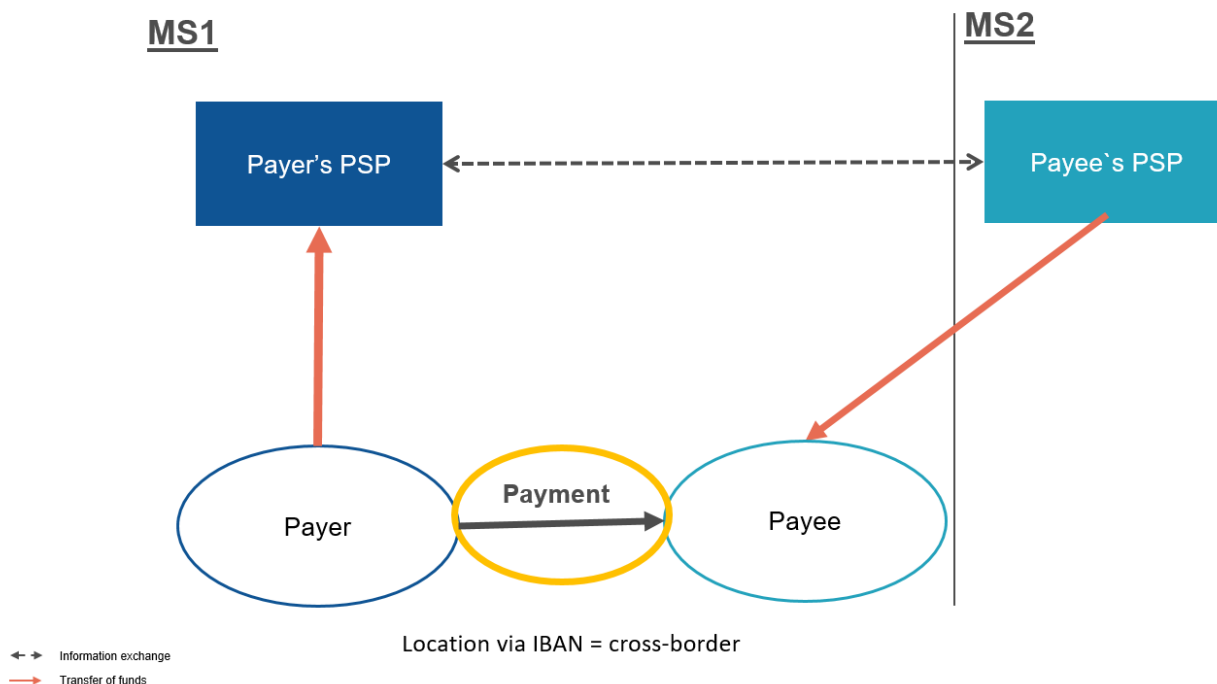 MS1
MS2
Payer’s PSP
Payee`s PSP
Payment
Payer
Payee
Location via IBAN = cross-border
Information exchange
Transfer of funds